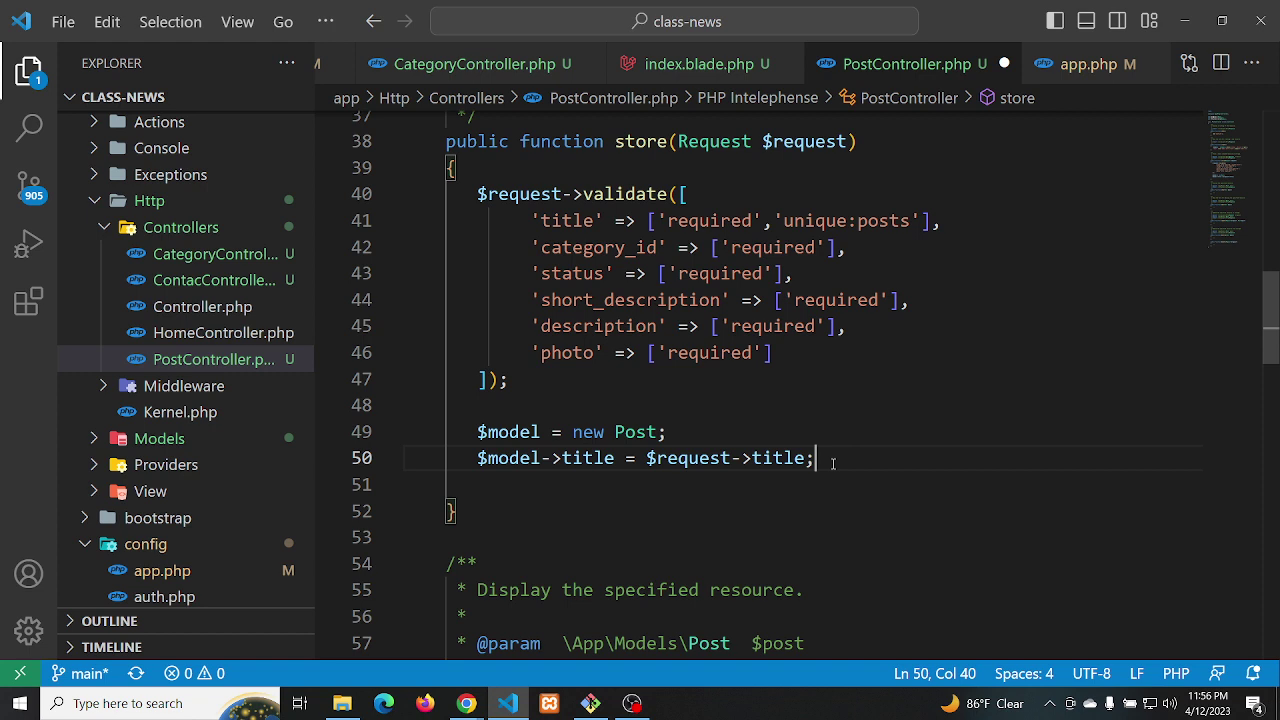 File Edit Selection View Go ··· class-news
EXPLORER ···
M CategoryController.php U index.blade.php U PostController.php U app.php M ···
CLASS-NEWS
app > Http > Controllers > PostController.php > PHP Intelephense > PostController > store
Actions
Console
Exceptions
Http
Controllers
CategoryControl... U
ContacControlle... U
Controller.php
HomeController.php
PostController.p... U
Middleware
Kernel.php
Models
Providers
View
bootstrap
config
app.php M
auth.php
OUTLINE
TIMELINE
1
905
37 */
38 public function store(Request $request)
39 {
40 $request->validate([
41 'title' => ['required','unique:posts'],
42 'category_id' => ['required'],
43 'status' => ['required'],
44 'short_description' => ['required'],
45 'description' => ['required'],
46 'photo' => ['required']
47 ]);
48
49 $model = new Post;
50 $model->title = $request->title;
51
52 }
53
54 /**
55 * Display the specified resource.
56 *
57 * @param \App\Models\Post $post
main* 0 0 Ln 50, Col 40 Spaces: 4 UTF-8 LF PHP
Type here to search 86°F Clear 11:56 PM
4/12/2023